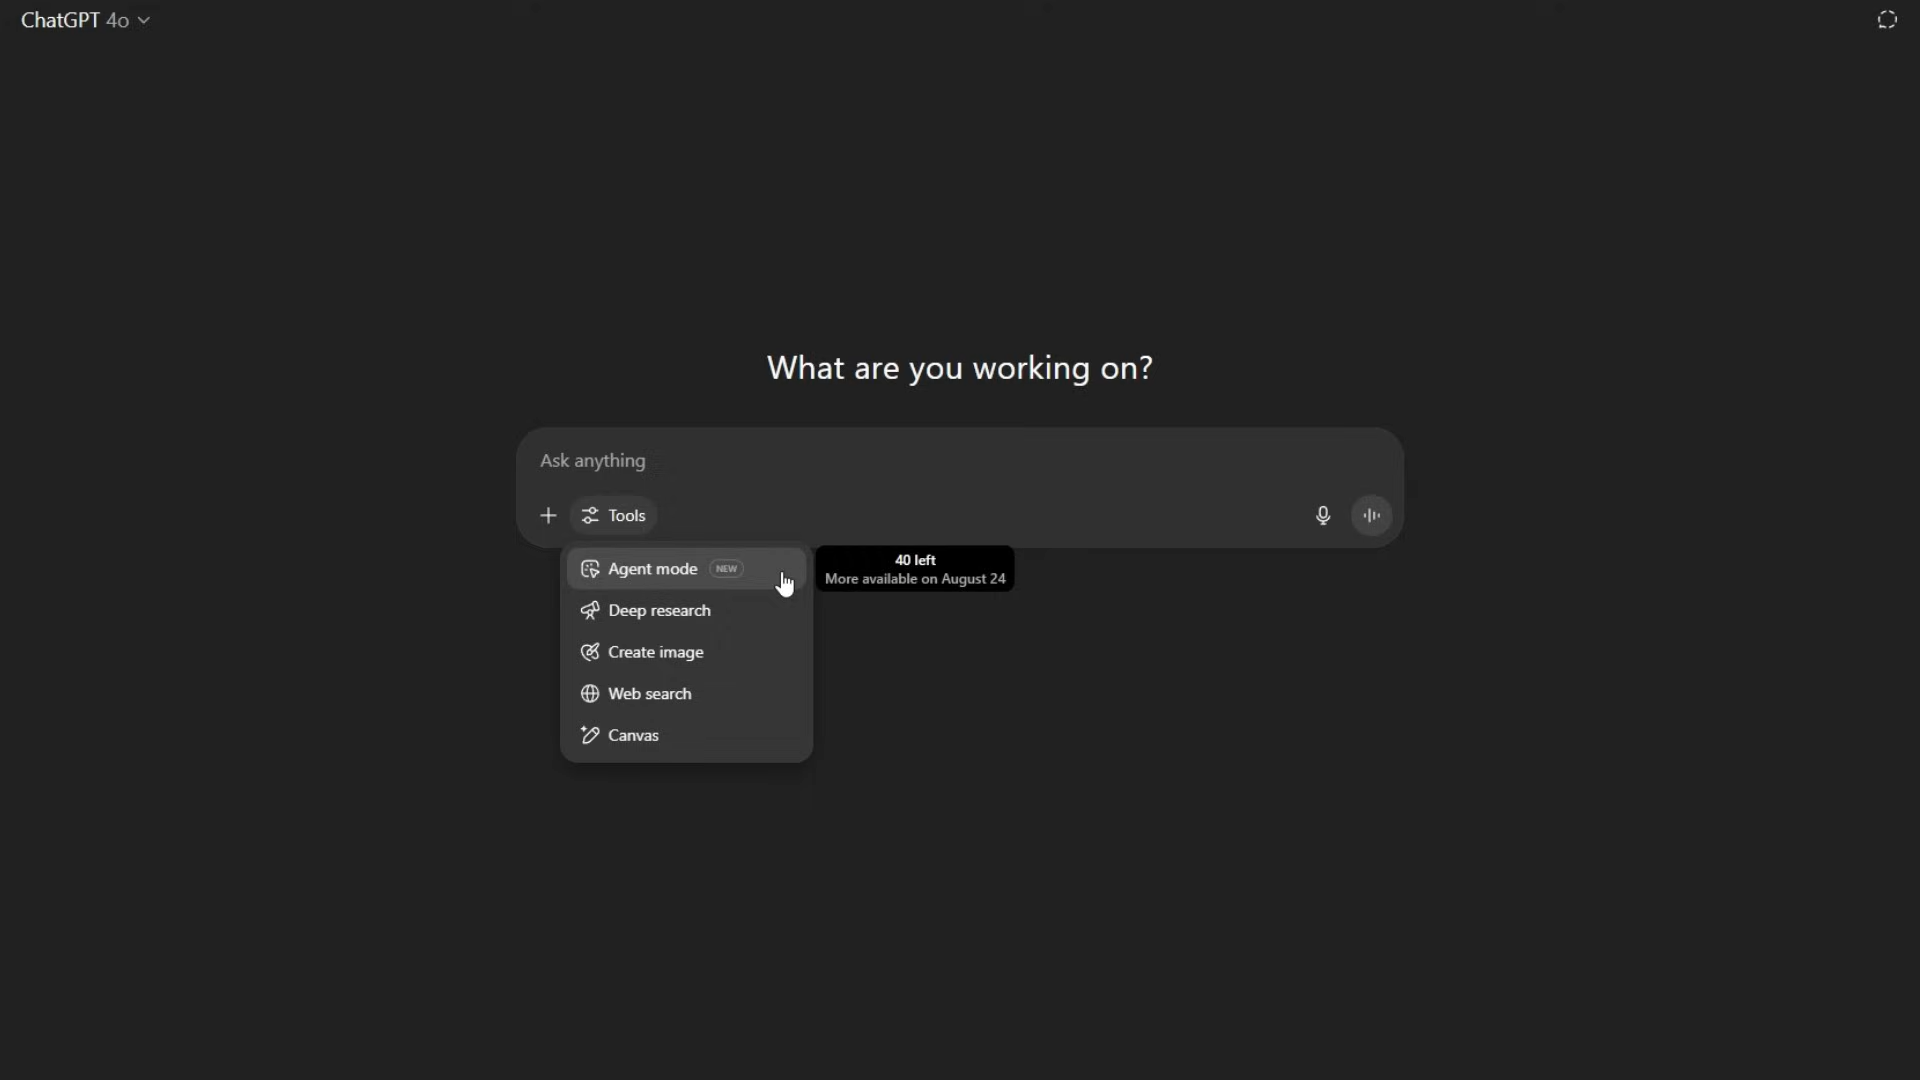 ChatGPT 4o
What are you working on?
Ask anything
Tools
Agent mode NEW
40 left
More available on August 24
Deep research
Create image
Web search
Canvas